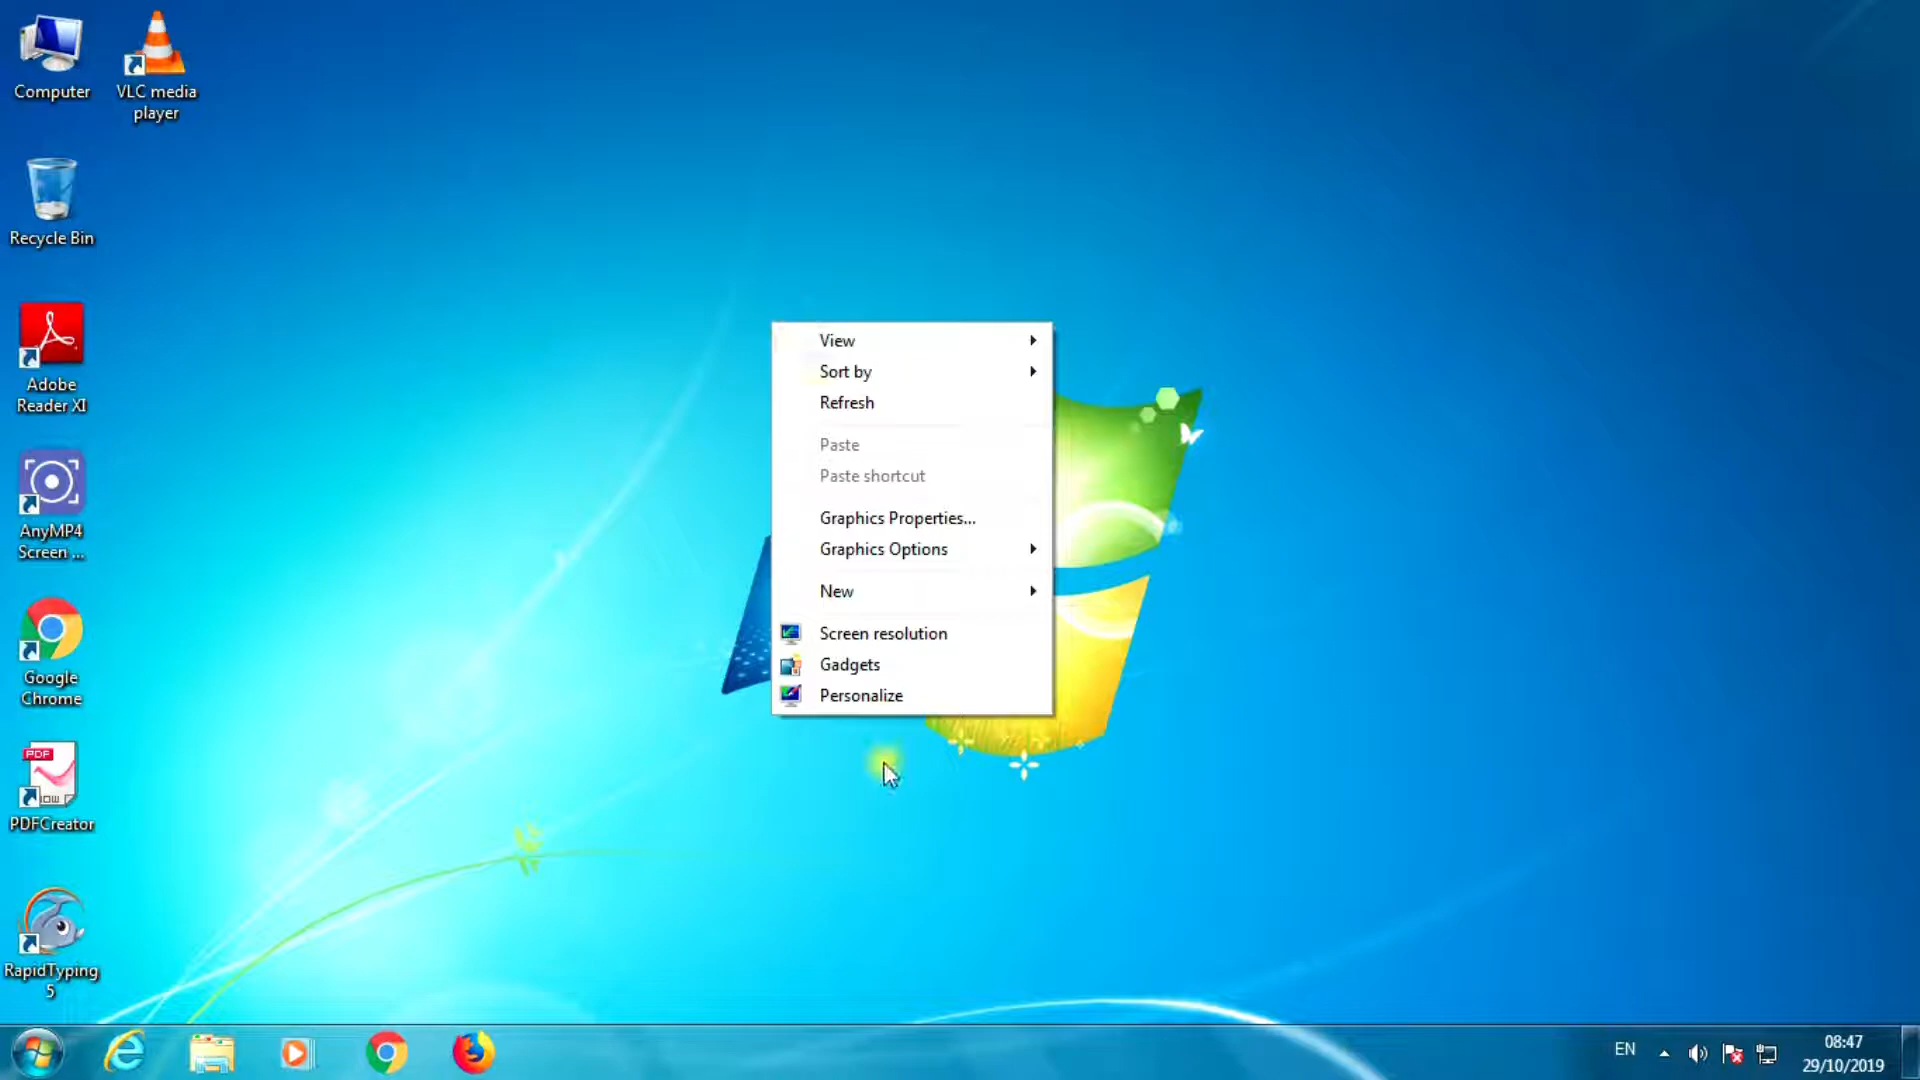 Computer
VLC media
player
Recycle Bin
Adobe
Reader XI
AnyMP4
Screen ...
Google
Chrome
PDF
PDFCreator
RapidTyping
5
View
Sort by
Refresh
Paste
Paste shortcut
Graphics Properties...
Graphics Options
New
Screen resolution
Gadgets
Personalize
EN
08:47
29/10/2019